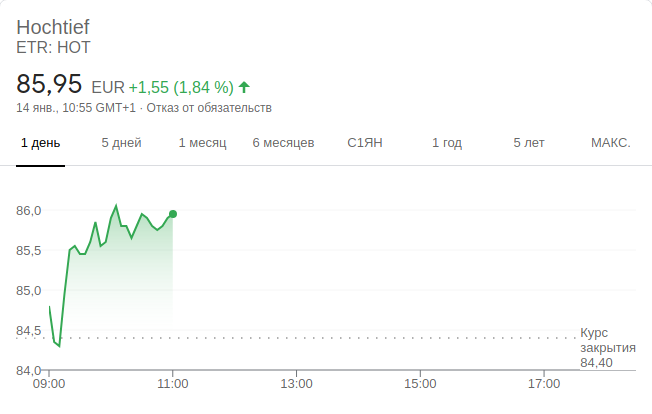 Hochtief
ETR: HOT
85,95 EUR +1,55 (1,84 %)
14 янв., 10:55 GMT+1 · Отказ от обязательств
1 день 5 дней 1 месяц 6 месяцев С1ЯН 1 год 5 лет МАКС.
86,0
85,5
85,0
84,5
84,0
Курс
закрытия
84,40
09:00 11:00 13:00 15:00 17:00